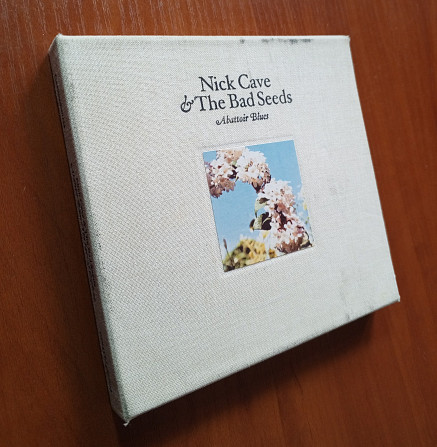 Nick Cave
& The Bad Seeds
Abattoir Blues